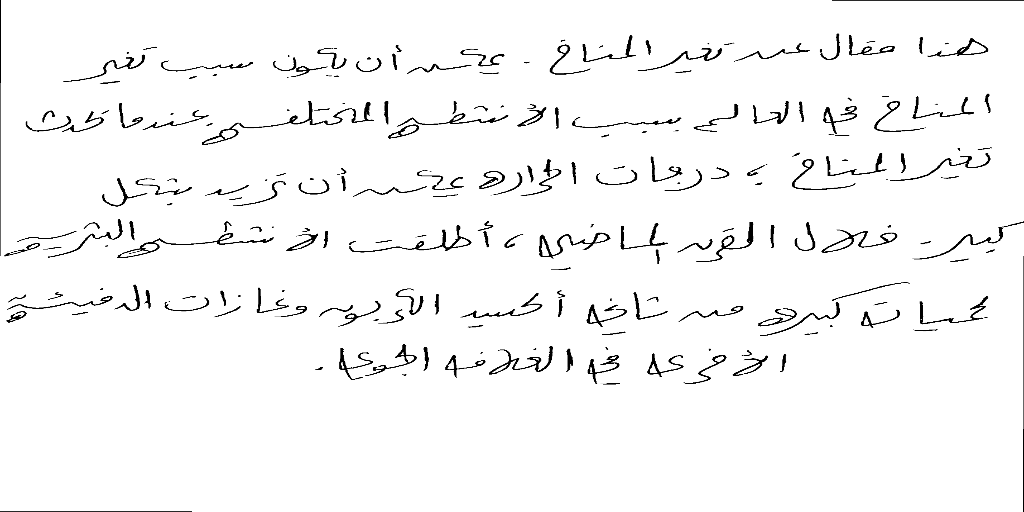 هذا مقال عن تغير المناخ . يمكن أن يكون سبب تغير
المناخ في العالم بسبب الأنشطة المختلفة. عندما تحدث
تغير المناخ ، درجات الحرارة يمكن أن تزيد بشكل
كبير. خلال القرن الماضي ، أطلقت الأنشطة البشرية
كميات كبيرة من ثاني أكسيد الكربون وغازات الدفيئة
الأخرى في الغلاف الجوي .